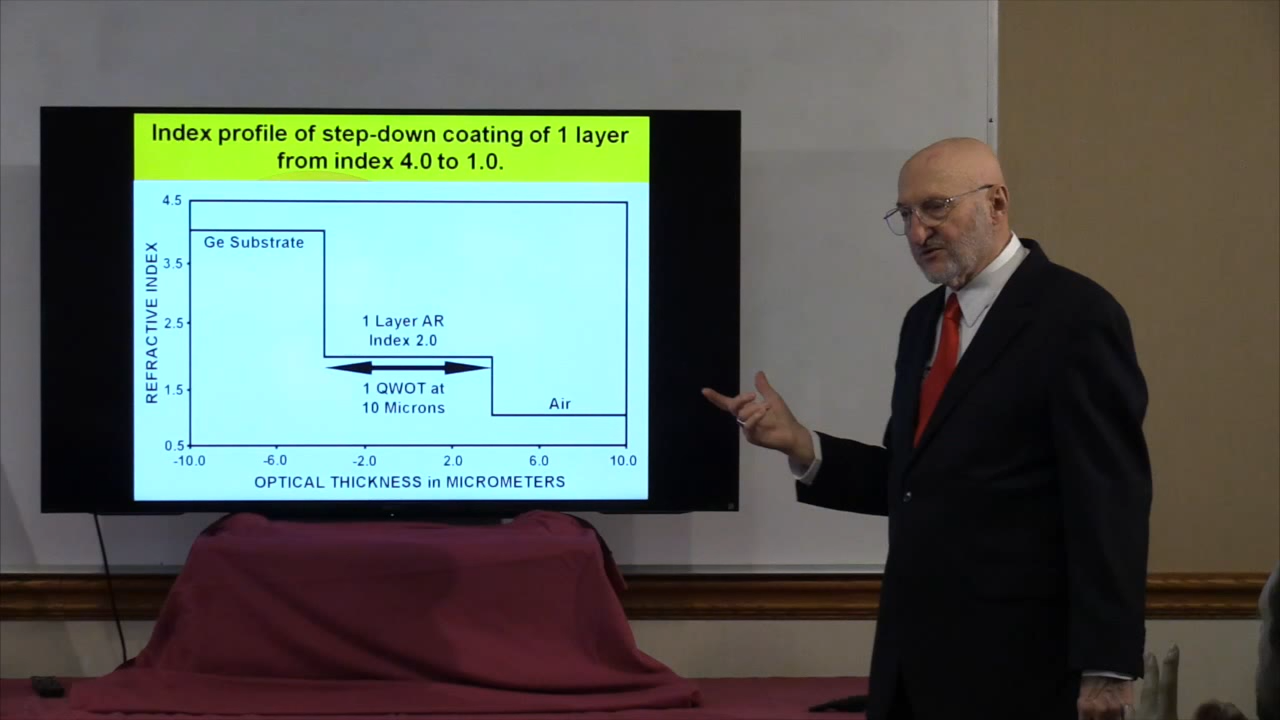 Index profile of step-down coating of 1 layer
from index 4.0 to 1.0.
4.5
Ge Substrate
3.5
REFRACTIVE INDEX
1 Layer AR
Index 2.0
2.5
1.5
1 QWOT at
10 Microns
Air
0.5
-10.0 -6.0 -2.0 2.0 6.0 10.0
OPTICAL THICKNESS in MICROMETERS